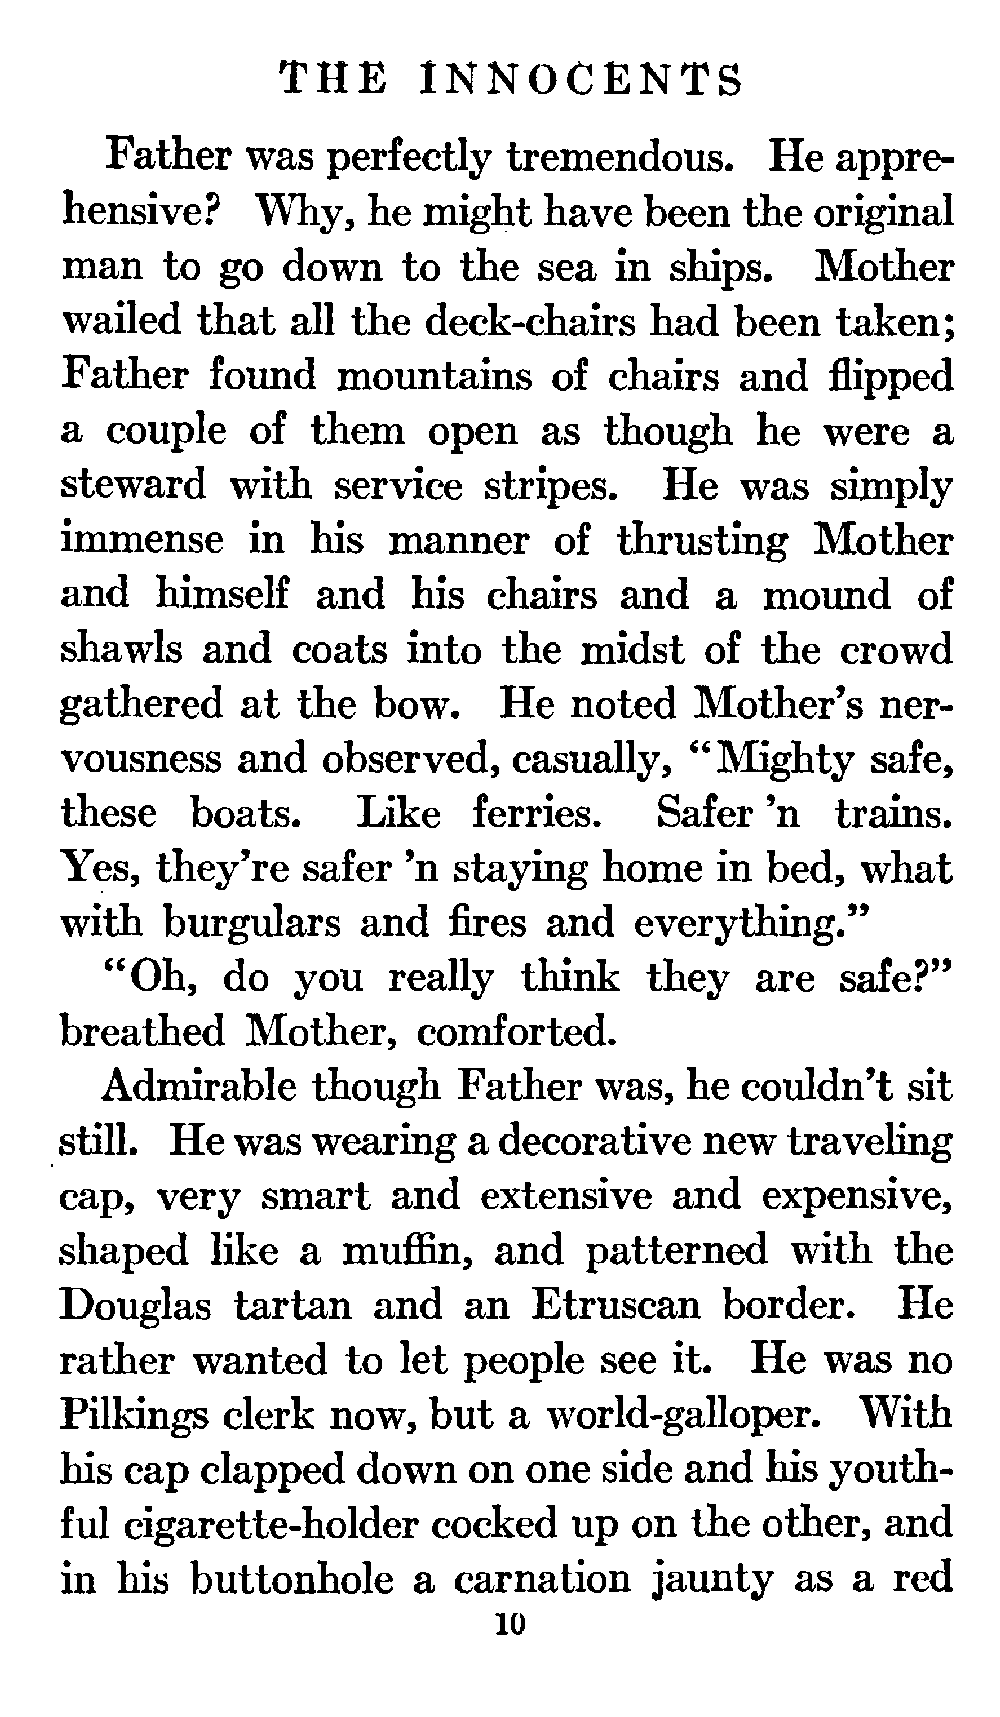 THE INNOCENTS
Father was perfectly tremendous. He appre-
hensive? Why, he might have been the original
man to go down to the sea in ships. Mother
wailed that all the deck-chairs had been taken;
Father found mountains of chairs and flipped
a couple of them open as though he were a
steward with service stripes. He was simply
immense in his manner of thrusting Mother
and himself and his chairs and a mound of
shawls and coats into the midst of the crowd
gathered at the bow. He noted Mother's ner-
vousness and observed, casually, "Mighty safe,
these boats. Like ferries. Safer 'n trains.
Yes, they're safer 'n staying home in bed, what
with burgulars and fires and everything."
"Oh, do you really think they are safe?"
breathed Mother, comforted.
Admirable though Father was, he couldn't sit
still. He was wearing a decorative new traveling
cap, very smart and extensive and expensive,
shaped like a muffin, and patterned with the
Douglas tartan and an Etruscan border. He
rather wanted to let people see it. He was no
Pilkings clerk now, but a world-galloper. With
his cap clapped down on one side and his youth-
ful cigarette-holder cocked up on the other, and
in his buttonhole a carnation jaunty as a red
10